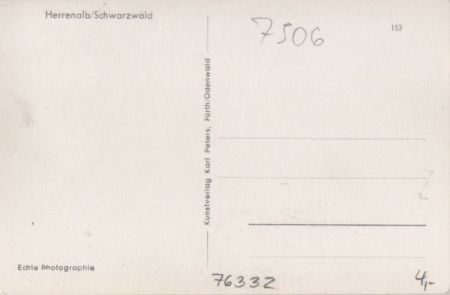 Herrenalb/Schwarzwald
7506
153
Kunstverlag Karl Peters, Fürth/Odenwald
Echte Photographie
76332
4,-